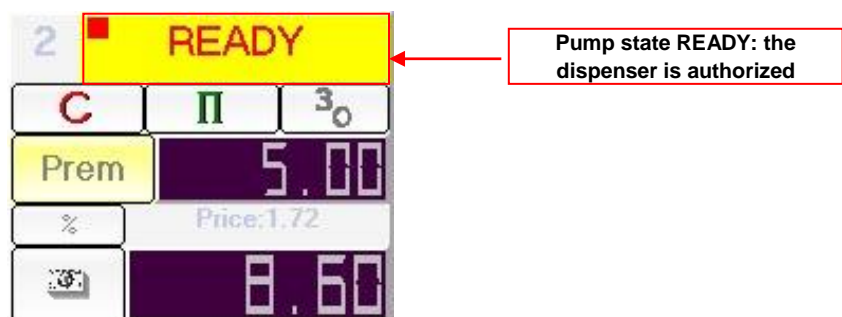 2 READY
Pump state READY: the
dispenser is authorized
C П 3O
Prem 5.00
% Price:1.72
8.60